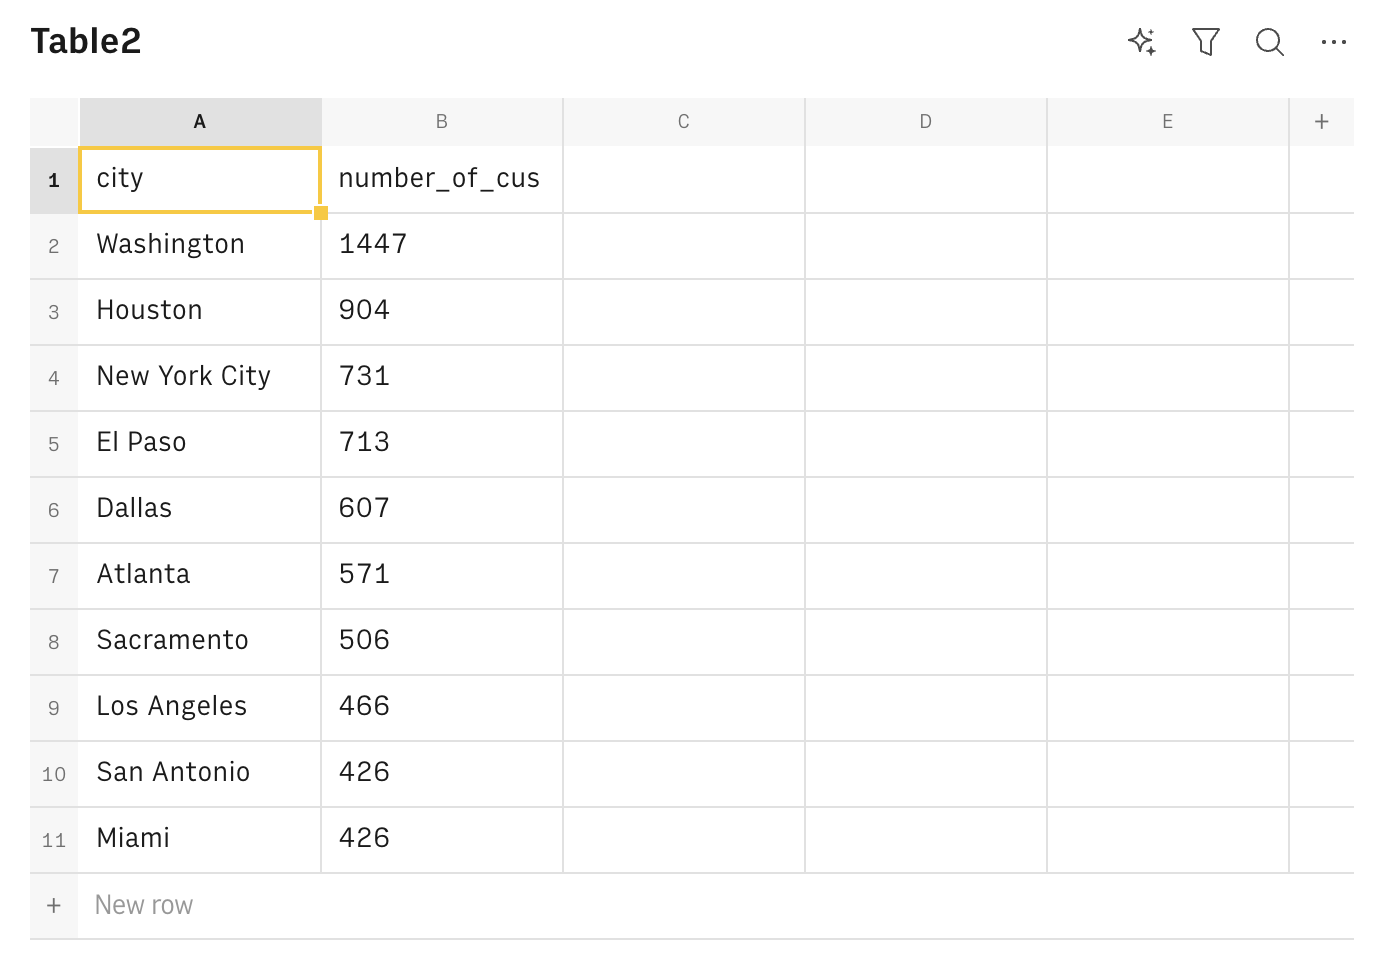 Table2
A B C D E +
1 city number_of_cus
2 Washington 1447
3 Houston 904
4 New York City 731
5 El Paso 713
6 Dallas 607
7 Atlanta 571
8 Sacramento 506
9 Los Angeles 466
10 San Antonio 426
11 Miami 426
+ New row